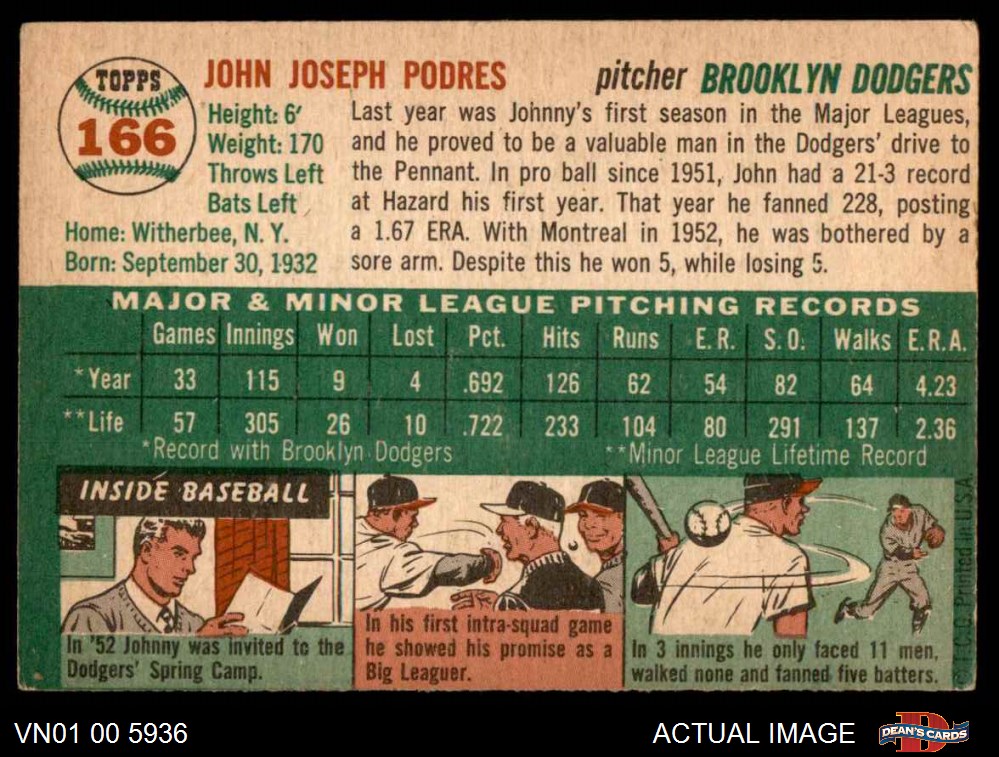 TOPPS
166
JOHN JOSEPH PODRES
pitcher BROOKLYN DODGERS
Height: 6'
Weight: 170
Throws Left
Bats Left
Home: Witherbee, N. Y.
Born: September 30, 1932
Last year was Johnny's first season in the Major Leagues,
and he proved to be a valuable man in the Dodgers' drive to
the Pennant. In pro ball since 1951, John had a 21-3 record
at Hazard his first year. That year he fanned 228, posting
a 1.67 ERA. With Montreal in 1952, he was bothered by a
sore arm. Despite this he won 5, while losing 5.
MAJOR & MINOR LEAGUE PITCHING RECORDS
Games Innings Won Lost Pct. Hits Runs E.R. S.O. Walks E.R.A.
*Year 33 115 9 4 .692 126 62 54 82 64 4.23
**Life 57 305 26 10 .722 233 104 80 291 137 2.36
*Record with Brooklyn Dodgers **Minor League Lifetime Record
INSIDE BASEBALL
In '52 Johnny was invited to the
Dodgers' Spring Camp.
In his first intra-squad game
he showed his promise as a
Big Leaguer.
In 3 innings he only faced 11 men,
walked none and fanned five batters.
©T.C.G. Printed in U.S.A.
VN01 00 5936
ACTUAL IMAGE
D
DEAN'S CARDS